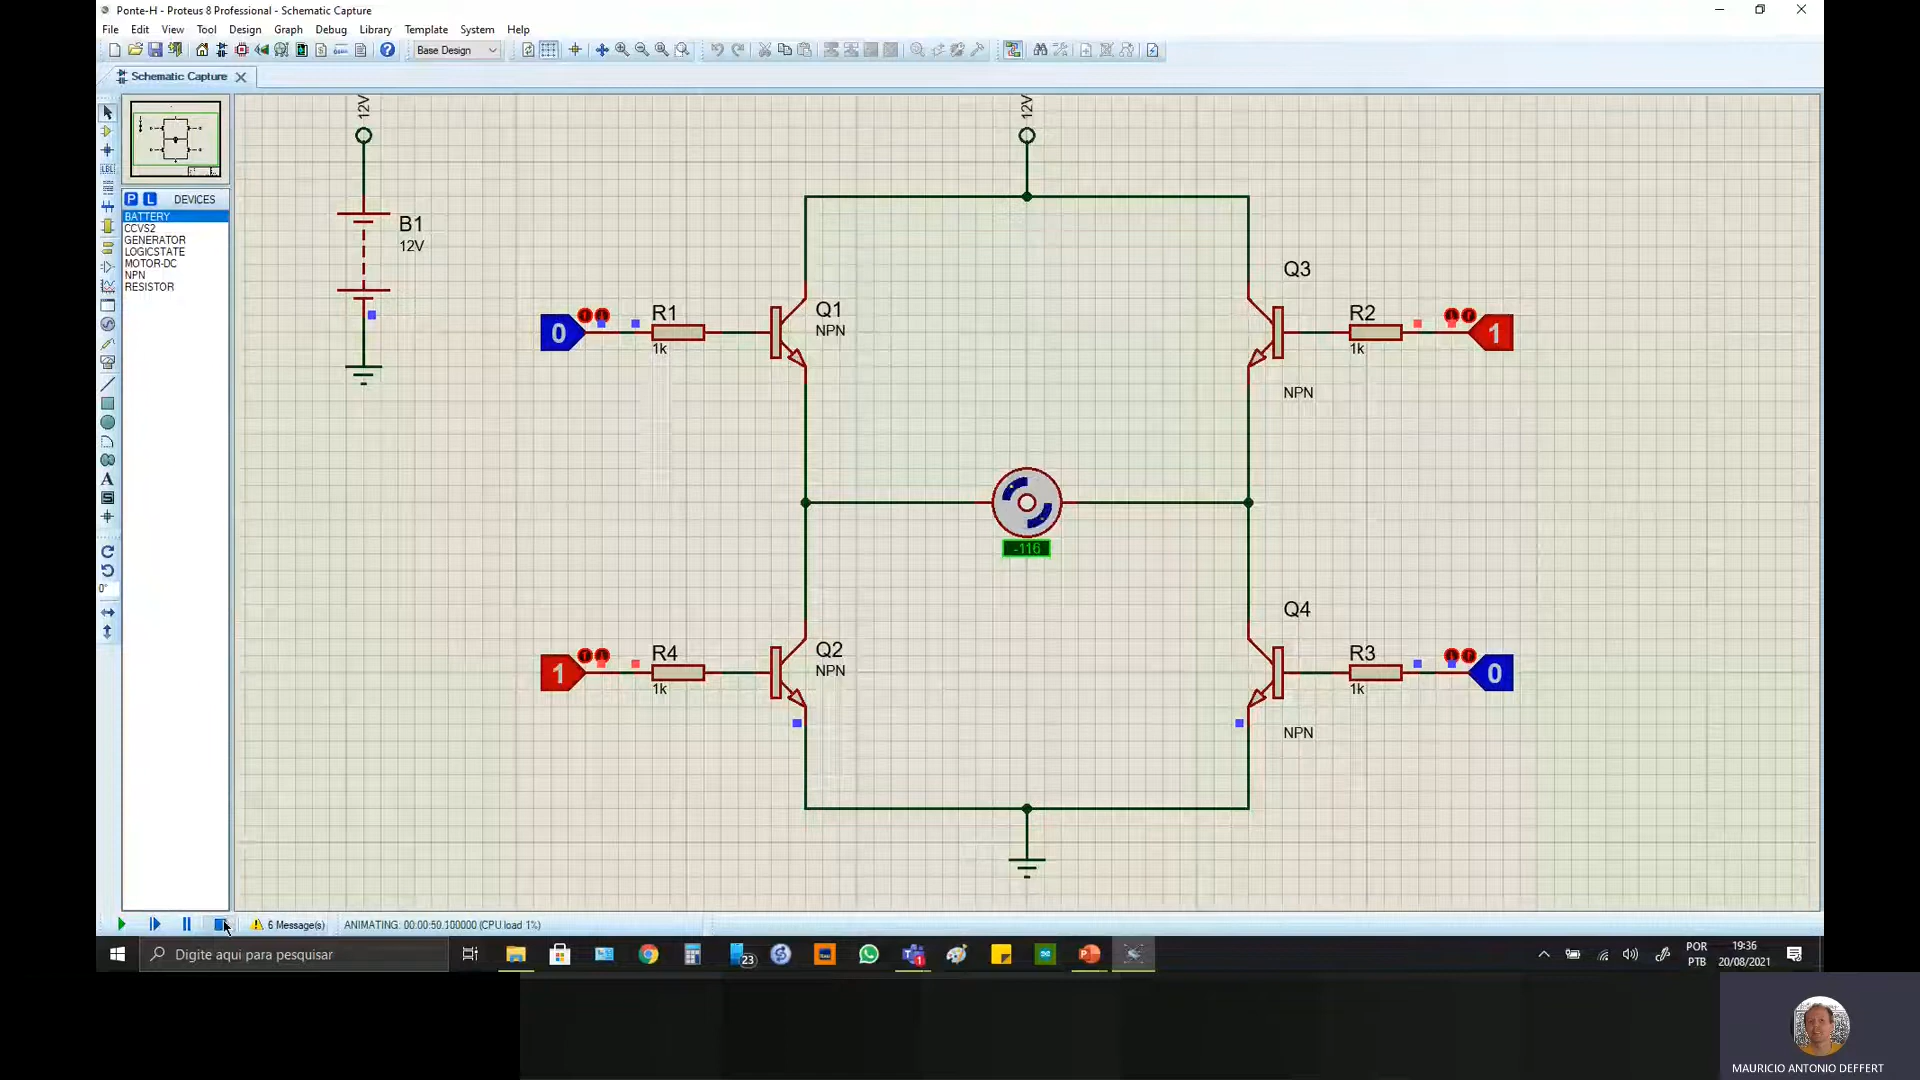 Ponte-H - Proteus 8 Professional - Schematic Capture
File Edit View Tool Design Graph Debug Library Template System Help
Base Design
Schematic Capture
P L DEVICES
BATTERY
CCVS2
GENERATOR
LOGICSTATE
MOTOR-DC
NPN
RESISTOR
LBL
A
S
0°
12V
12V
B1
12V
0
R1
1k
Q1
NPN
Q3
NPN
R2
1k
1
-116
1
R4
1k
Q2
NPN
Q4
NPN
R3
1k
0
6 Message(s)
ANIMATING: 00:00:50.100000 (CPU load 1%)
Digite aqui para pesquisar
23
1
POR
PTB
19:36
20/08/2021
MAURICIO ANTONIO DEFFERT